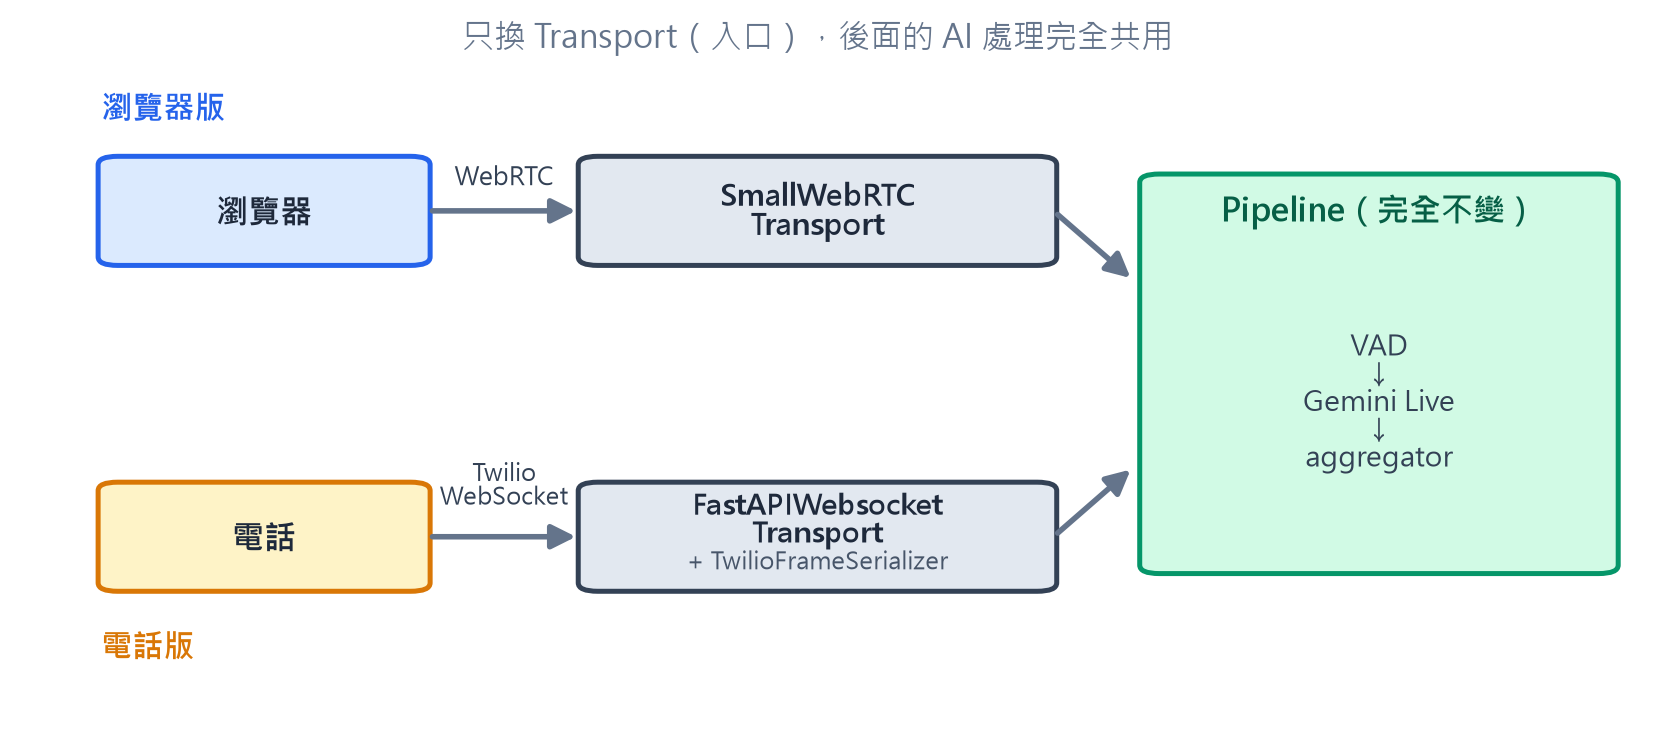 只換 Transport（入口），後面的 AI 處理完全共用
瀏覽器版
瀏覽器
WebRTC
SmallWebRTC
Transport
Pipeline（完全不變）
VAD
↓
Gemini Live
↓
aggregator
電話
Twilio
WebSocket
FastAPIWebsocket
Transport
+ TwilioFrameSerializer
電話版